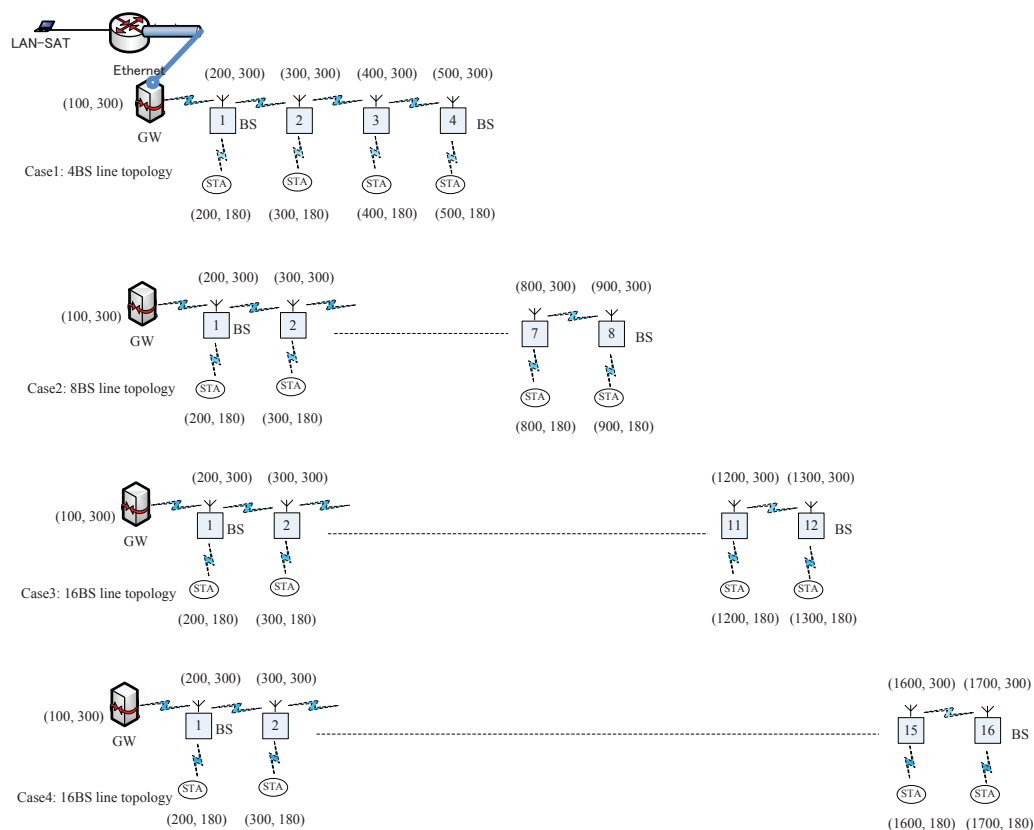 LAN-SAT
Ethernet
(200, 300) (300, 300) (400, 300) (500, 300)
(100, 300)
GW
1 BS 2 3 4 BS
Case1: 4BS line topology
STA STA STA STA
(200, 180) (300, 180) (400, 180) (500, 180)
(200, 300) (300, 300) (800, 300) (900, 300)
(100, 300)
GW
1 BS 2 7 8 BS
Case2: 8BS line topology
STA STA STA STA
(200, 180) (300, 180) (800, 180) (900, 180)
(200, 300) (300, 300) (1200, 300) (1300, 300)
(100, 300)
GW
1 BS 2 11 12 BS
Case3: 16BS line topology
STA STA STA STA
(200, 180) (300, 180) (1200, 180) (1300, 180)
(200, 300) (300, 300) (1600, 300) (1700, 300)
(100, 300)
GW
1 BS 2 15 16 BS
Case4: 16BS line topology
STA STA STA STA
(200, 180) (300, 180) (1600, 180) (1700, 180)